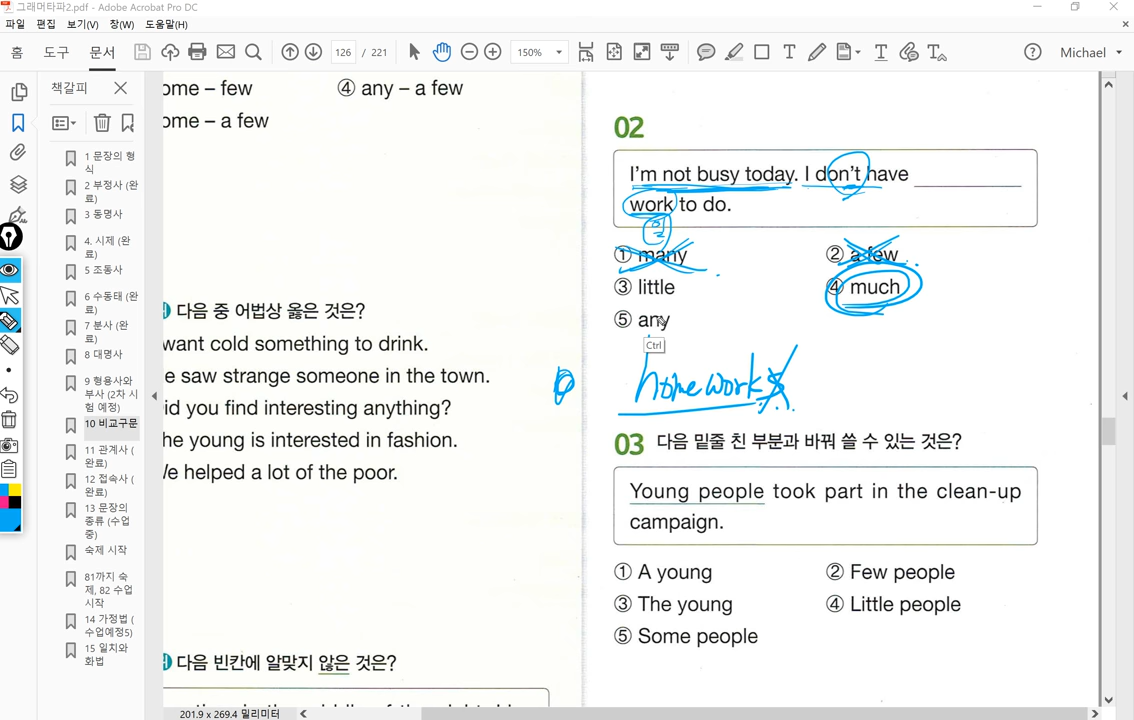 그래머타파2.pdf - Adobe Acrobat Pro DC
파일 편집 보기(V) 창(W) 도움말(H)
홈 도구 문서 126 / 221 150% Michael
책갈피
1 문장의 형식
2 부정사 (완료)
3 동명사
4. 시제 (완료)
5 조동사
6 수동태 (완료)
7 분사 (완료)
8 대명사
9 형용사와 부사 (2차 시험 예정)
10 비교구문
11 관계사 (완료)
12 접속사 (완료)
13 문장의 종류 (수업중)
숙제 시작
81까지 숙제, 82 수업 시작
14 가정법 (수업예정5)
15 일치와 화법
ome – few ④ any – a few
ome – a few
다음 중 어법상 옳은 것은?
want cold something to drink.
e saw strange someone in the town.
id you find interesting anything?
he young is interested in fashion.
We helped a lot of the poor.
다음 빈칸에 알맞지 않은 것은?
02
I'm not busy today. I don't have
work to do.
① many ② a few
③ little ④ much
⑤ any
Ctrl
homework
03 다음 밑줄 친 부분과 바꿔 쓸 수 있는 것은?
Young people took part in the clean-up
campaign.
① A young ② Few people
③ The young ④ Little people
⑤ Some people
201.9 x 269.4 밀리미터